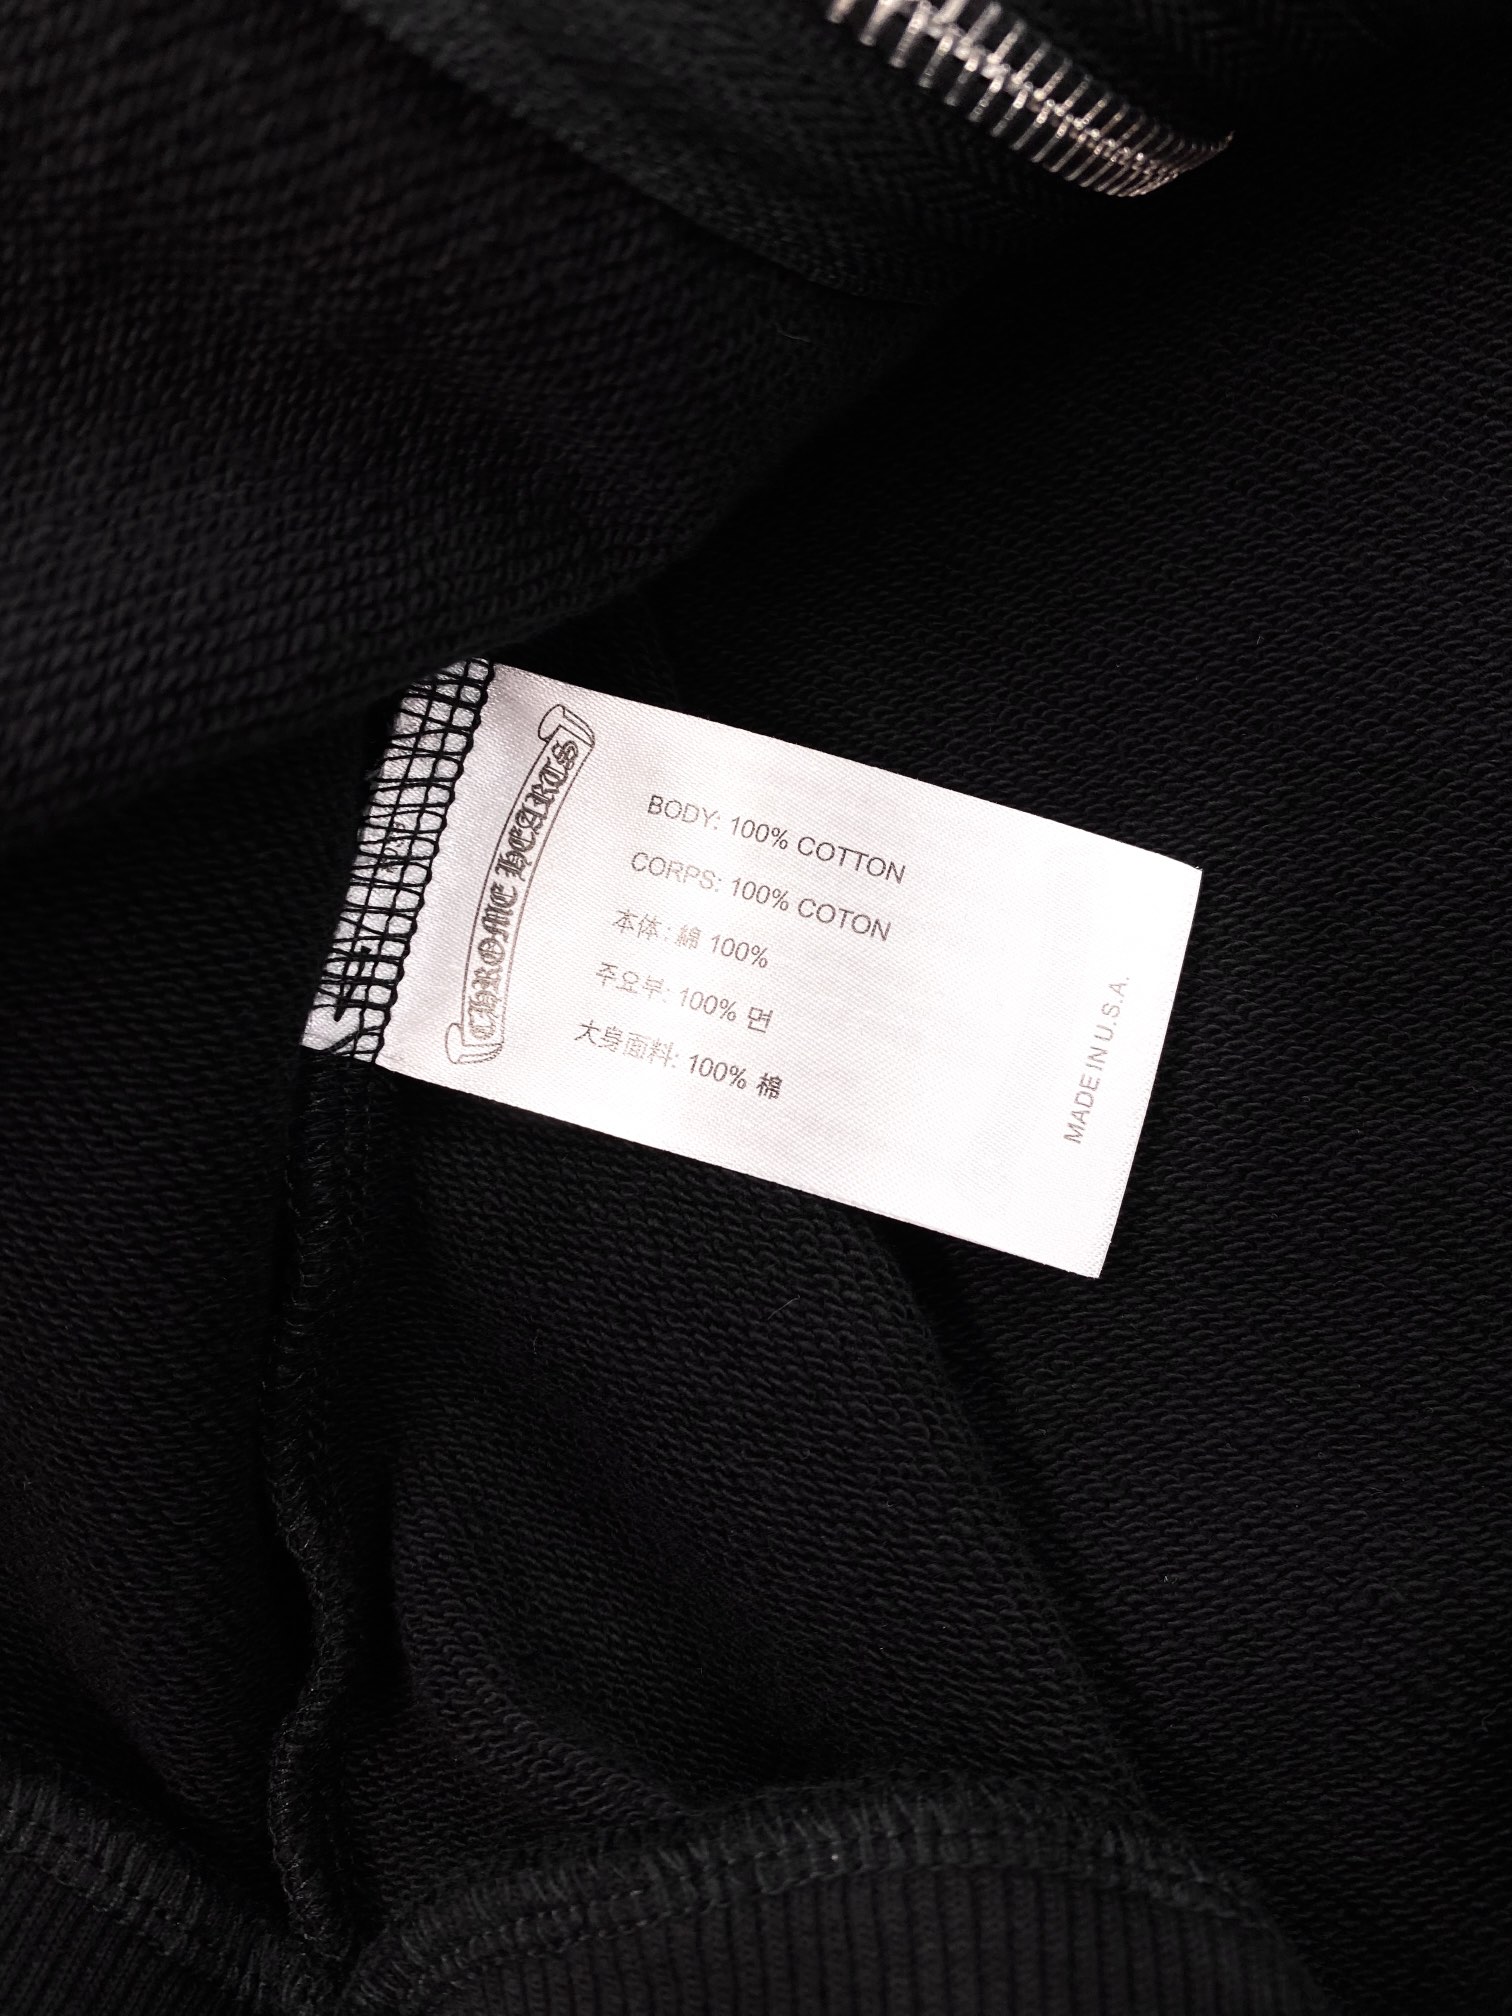 CHROME HEARTS
BODY: 100% COTTON
CORPS: 100% COTON
本体: 綿 100%
주요부: 100% 면
大身面料: 100% 棉
MADE IN U.S.A.